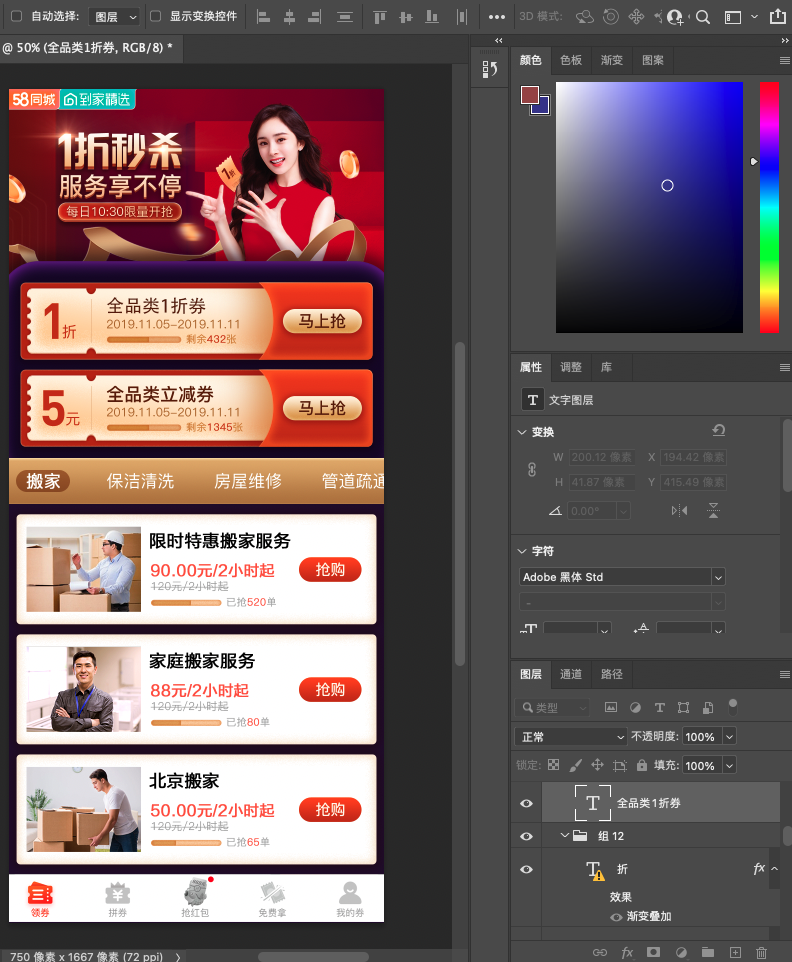 自动选择: 图层 显示变换控件 3D 模式:
@ 50% (全品类1折券, RGB/8) *
58同城 到家精选
1折秒杀
1折
服务享不停
每日10:30限量开抢
1折
全品类1折券
2019.11.05-2019.11.11
剩余432张
马上抢
5元
全品类立减券
2019.11.05-2019.11.11
剩余1345张
马上抢
搬家 保洁清洗 房屋维修 管道疏通
限时特惠搬家服务
90.00元/2小时起
120元/2小时起
已抢520单
抢购
家庭搬家服务
88元/2小时起
120元/2小时起
已抢80单
抢购
北京搬家
50.00元/2小时起
120元/2小时起
已抢65单
抢购
领券 拼券 抢红包 免费拿 我的券
750 像素 x 1667 像素 (72 ppi)
颜色 色板 渐变 图案
属性 调整 库
T 文字图层
变换
W 200.12 像素 X 194.42 像素
H 41.87 像素 Y 415.49 像素
0.00°
字符
Adobe 黑体 Std
-
图层 通道 路径
类型
正常 不透明度: 100%
锁定: 填充: 100%
T 全品类1折券
组 12
T 折 fx
效果
渐变叠加
fx